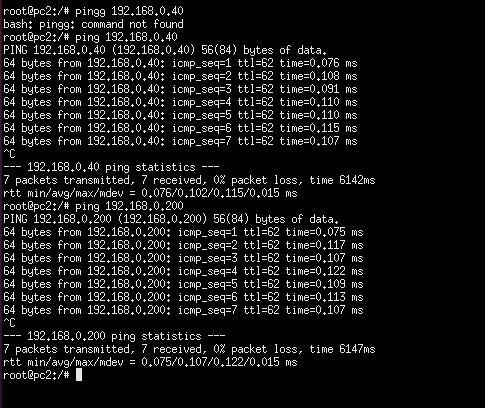 root@pc2:/# pingg 192.168.0.40
bash: pingg: command not found
root@pc2:/# ping 192.168.0.40
PING 192.168.0.40 (192.168.0.40) 56(84) bytes of data.
64 bytes from 192.168.0.40: icmp_seq=1 ttl=62 time=0.076 ms
64 bytes from 192.168.0.40: icmp_seq=2 ttl=62 time=0.108 ms
64 bytes from 192.168.0.40: icmp_seq=3 ttl=62 time=0.091 ms
64 bytes from 192.168.0.40: icmp_seq=4 ttl=62 time=0.110 ms
64 bytes from 192.168.0.40: icmp_seq=5 ttl=62 time=0.110 ms
64 bytes from 192.168.0.40: icmp_seq=6 ttl=62 time=0.115 ms
64 bytes from 192.168.0.40: icmp_seq=7 ttl=62 time=0.107 ms
^C
--- 192.168.0.40 ping statistics ---
7 packets transmitted, 7 received, 0% packet loss, time 6142ms
rtt min/avg/max/mdev = 0.076/0.102/0.115/0.015 ms
root@pc2:/# ping 192.168.0.200
PING 192.168.0.200 (192.168.0.200) 56(84) bytes of data.
64 bytes from 192.168.0.200: icmp_seq=1 ttl=62 time=0.075 ms
64 bytes from 192.168.0.200: icmp_seq=2 ttl=62 time=0.117 ms
64 bytes from 192.168.0.200: icmp_seq=3 ttl=62 time=0.107 ms
64 bytes from 192.168.0.200: icmp_seq=4 ttl=62 time=0.122 ms
64 bytes from 192.168.0.200: icmp_seq=5 ttl=62 time=0.109 ms
64 bytes from 192.168.0.200: icmp_seq=6 ttl=62 time=0.113 ms
64 bytes from 192.168.0.200: icmp_seq=7 ttl=62 time=0.107 ms
^C
--- 192.168.0.200 ping statistics ---
7 packets transmitted, 7 received, 0% packet loss, time 6147ms
rtt min/avg/max/mdev = 0.075/0.107/0.122/0.015 ms
root@pc2:/#